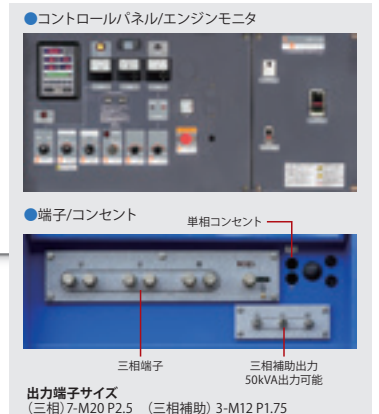 ●コントロールパネル/エンジンモニタ
●端子/コンセント
単相コンセント
三相端子
三相補助出力
50kVA出力可能
出力端子サイズ
(三相)7-M20 P2.5 (三相補助) 3-M12 P1.75